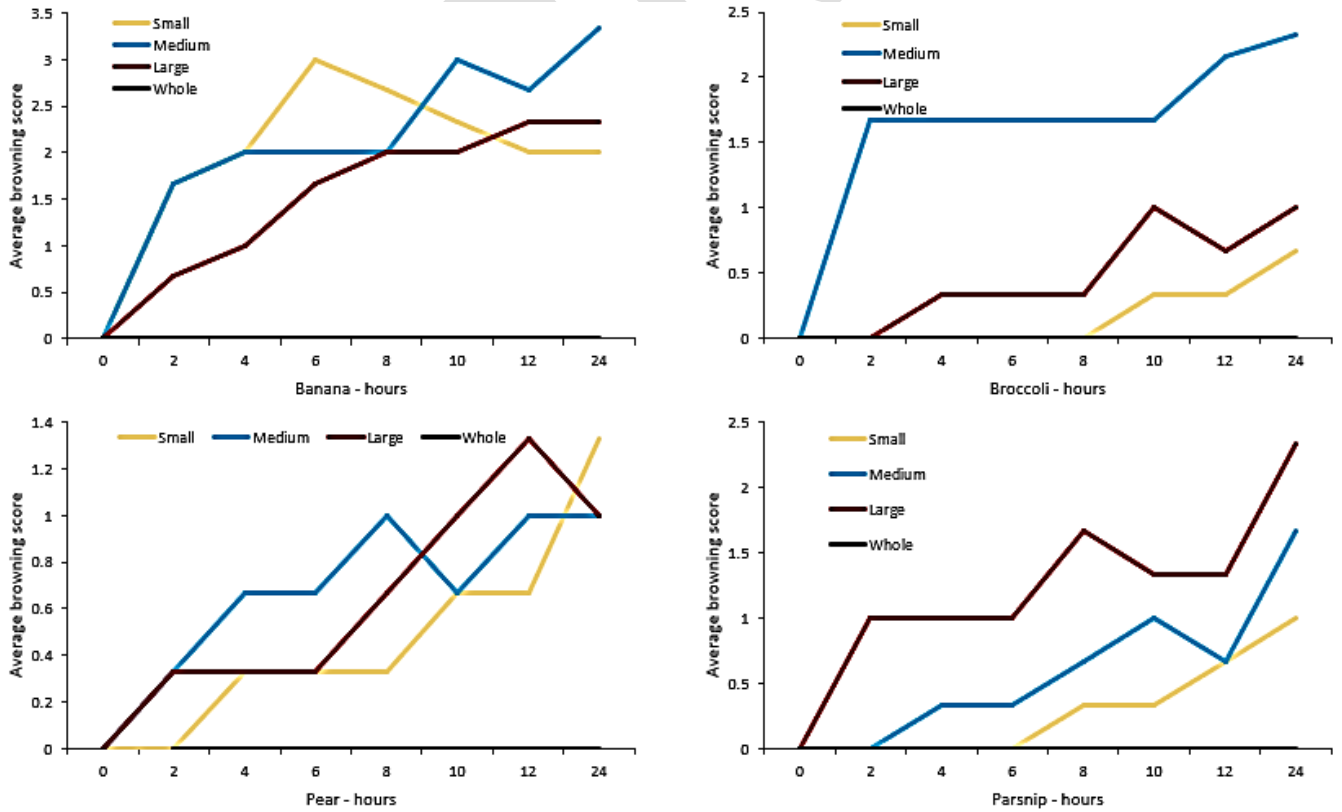 Average browning score
3.5
3
2.5
2
1.5
1
0.5
0
Small
Medium
Large
Whole
0 2 4 6 8 10 12 24
Banana - hours
Average browning score
2.5
2
1.5
1
0.5
0
Small
Medium
Large
Whole
0 2 4 6 8 10 12 24
Broccoli - hours
Average browning score
1.4
1.2
1
0.8
0.6
0.4
0.2
0
Small Medium Large Whole
0 2 4 6 8 10 12 24
Pear - hours
Average browning score
2.5
2
1.5
1
0.5
0
Small
Medium
Large
Whole
0 2 4 6 8 10 12 24
Parsnip - hours